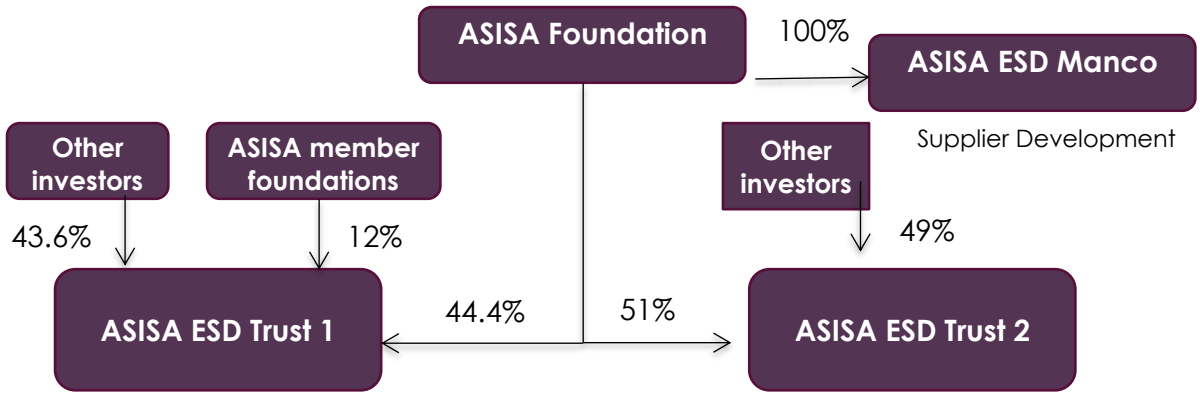 ASISA Foundation
100%
ASISA ESD Manco
Supplier Development
Other
investors
ASISA member
foundations
Other
investors
43.6%
12%
49%
ASISA ESD Trust 1
44.4%
51%
ASISA ESD Trust 2